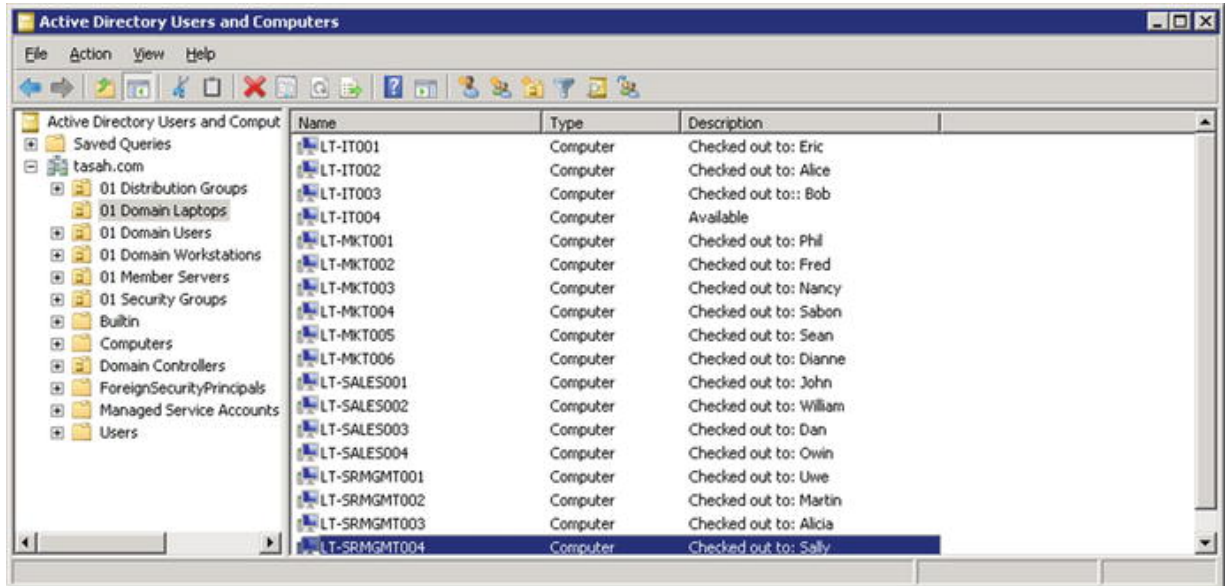 Active Directory Users and Computers
File Action View Help
Active Directory Users and Comput
Saved Queries
tasah.com
01 Distribution Groups
01 Domain Laptops
01 Domain Users
01 Domain Workstations
01 Member Servers
01 Security Groups
Builtin
Computers
Domain Controllers
ForeignSecurityPrincipals
Managed Service Accounts
Users
Name Type Description
LT-IT001 Computer Checked out to: Eric
LT-IT002 Computer Checked out to: Alice
LT-IT003 Computer Checked out to:: Bob
LT-IT004 Computer Available
LT-MKT001 Computer Checked out to: Phil
LT-MKT002 Computer Checked out to: Fred
LT-MKT003 Computer Checked out to: Nancy
LT-MKT004 Computer Checked out to: Sabon
LT-MKT005 Computer Checked out to: Sean
LT-MKT006 Computer Checked out to: Dianne
LT-SALES001 Computer Checked out to: John
LT-SALES002 Computer Checked out to: William
LT-SALES003 Computer Checked out to: Dan
LT-SALES004 Computer Checked out to: Owin
LT-SRMGMT001 Computer Checked out to: Uwe
LT-SRMGMT002 Computer Checked out to: Martin
LT-SRMGMT003 Computer Checked out to: Alicia
LT-SRMGMT004 Computer Checked out to: Sally